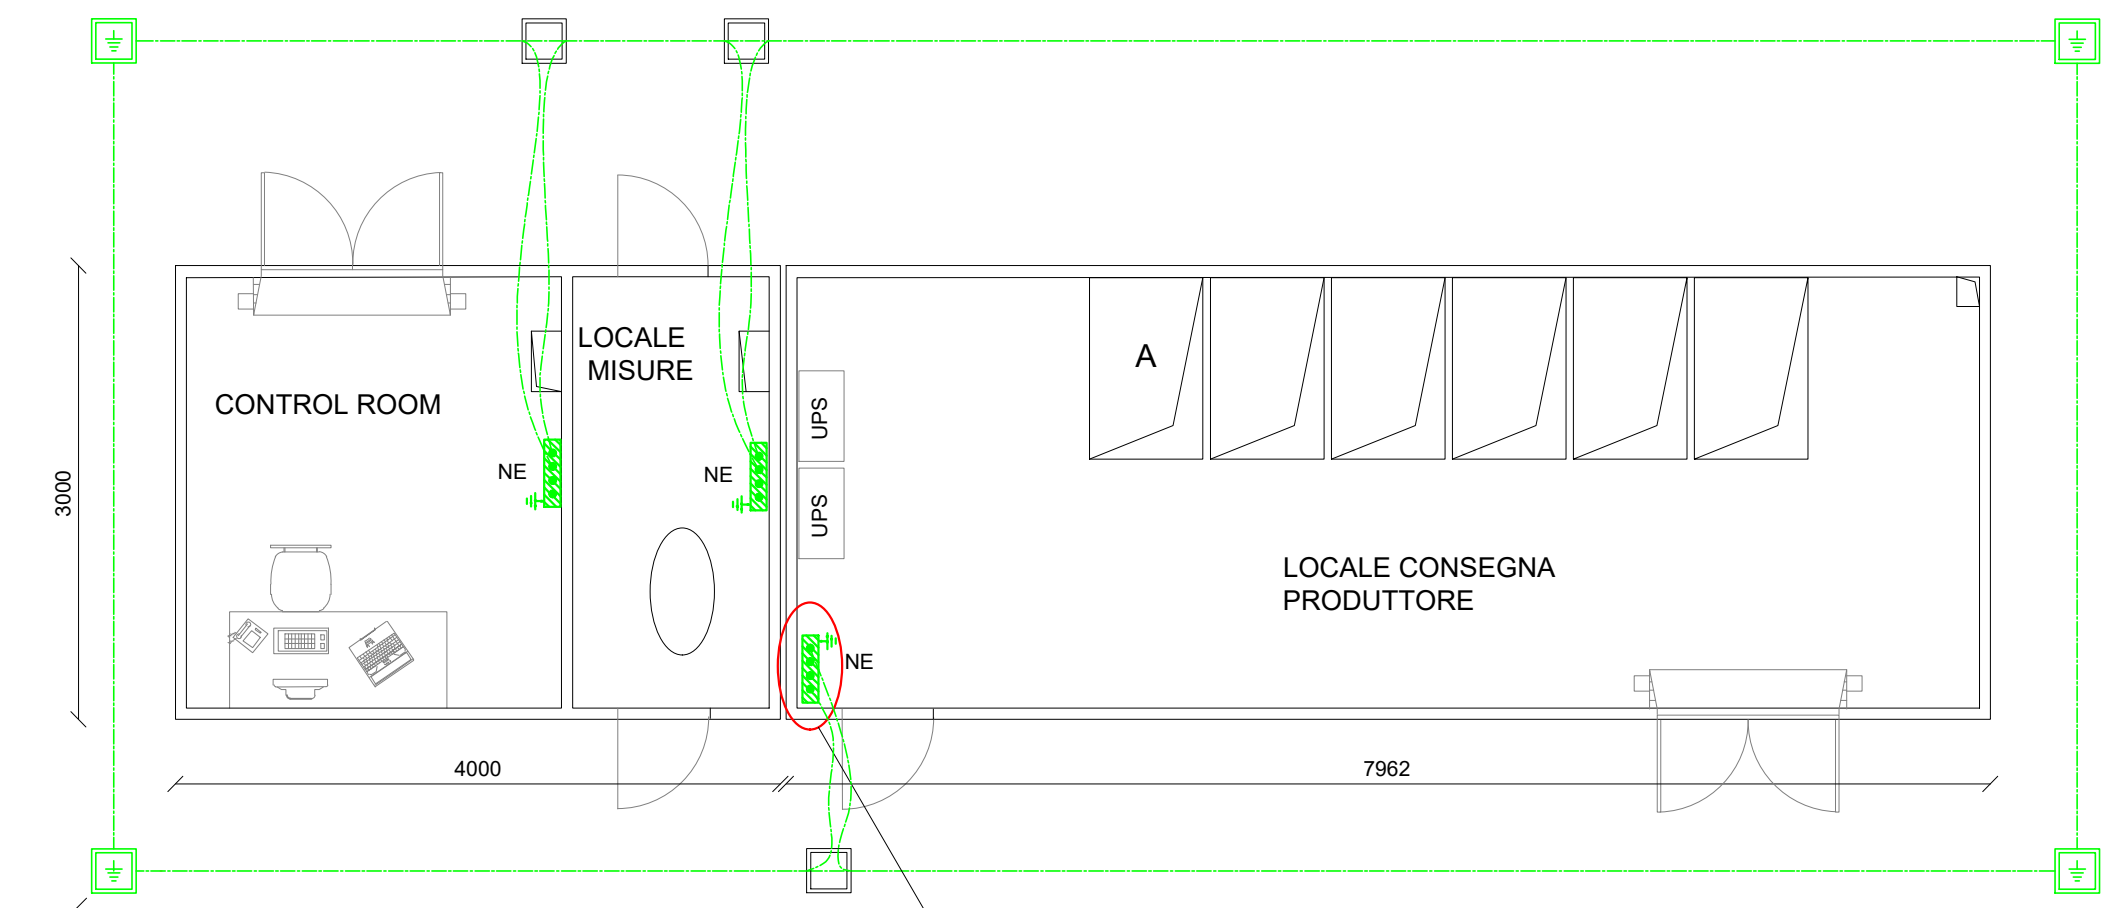 LOCALE
MISURE
A
CONTROL ROOM
UPS
NE
NE
3000
UPS
LOCALE CONSEGNA
PRODUTTORE
NE
4000
7962